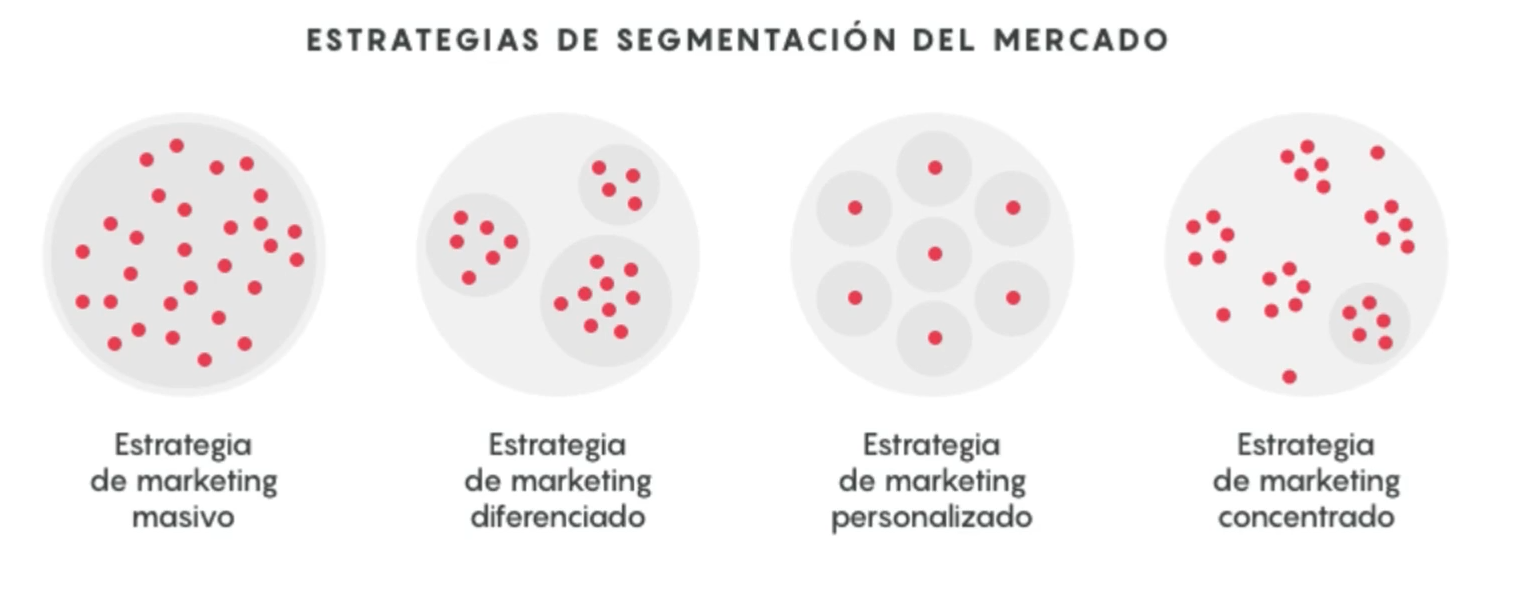 ESTRATEGIAS DE SEGMENTACIÓN DEL MERCADO
Estrategia
de marketing
masivo
Estrategia
de marketing
diferenciado
Estrategia
de marketing
personalizado
Estrategia
de marketing
concentrado